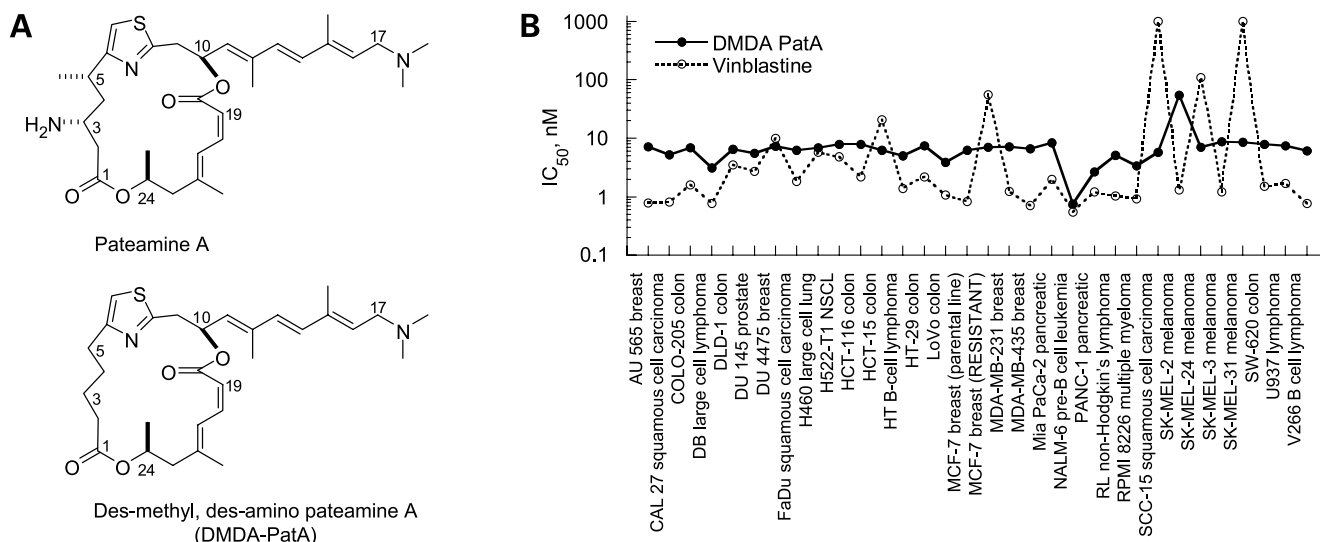 A
S
N
10
17
N
5
O
O
19
H₂N
3
1
O
O
24
Pateamine A
S
N
10
17
N
5
O
O
19
3
1
O
O
24
Des-methyl, des-amino pateamine A
(DMDA-PatA)
B
IC50, nM
1000
100
10
1
0.1
DMDA PatA
Vinblastine
AU 565 breast
CAL 27 squamous cell carcinoma
COLO-205 colon
DB large cell lymphoma
DLD-1 colon
DU 145 prostate
DU 4475 breast
FaDu squamous cell carcinoma
H460 large cell lung
H522-T1 NSCL
HCT-116 colon
HCT-15 colon
HT B-cell lymphoma
HT-29 colon
LoVo colon
MCF-7 breast (parental line)
MCF-7 breast (RESISTANT)
MDA-MB-231 breast
MDA-MB-435 breast
Mia PaCa-2 pancreatic
NALM-6 pre-B cell leukemia
PANC-1 pancreatic
RL non-Hodgkin's lymphoma
RPMI 8226 multiple myeloma
SCC-15 squamous cell carcinoma
SK-MEL-2 melanoma
SK-MEL-24 melanoma
SK-MEL-3 melanoma
SK-MEL-31 melanoma
SW-620 colon
U937 lymphoma
V266 B cell lymphoma